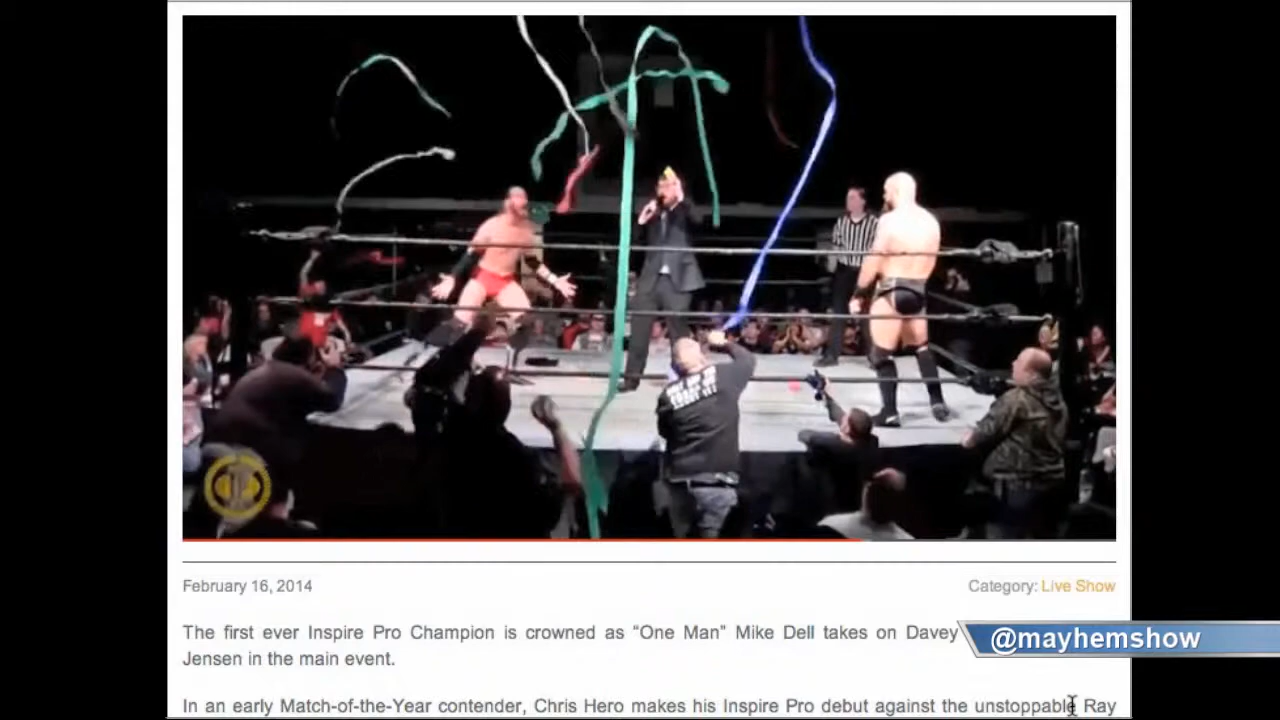 February 16, 2014
Category: Live Show
The first ever Inspire Pro Champion is crowned as “One Man” Mike Dell takes on Davey
Jensen in the main event.
@mayhemshow
In an early Match-of-the-Year contender, Chris Hero makes his Inspire Pro debut against the unstoppable Ray